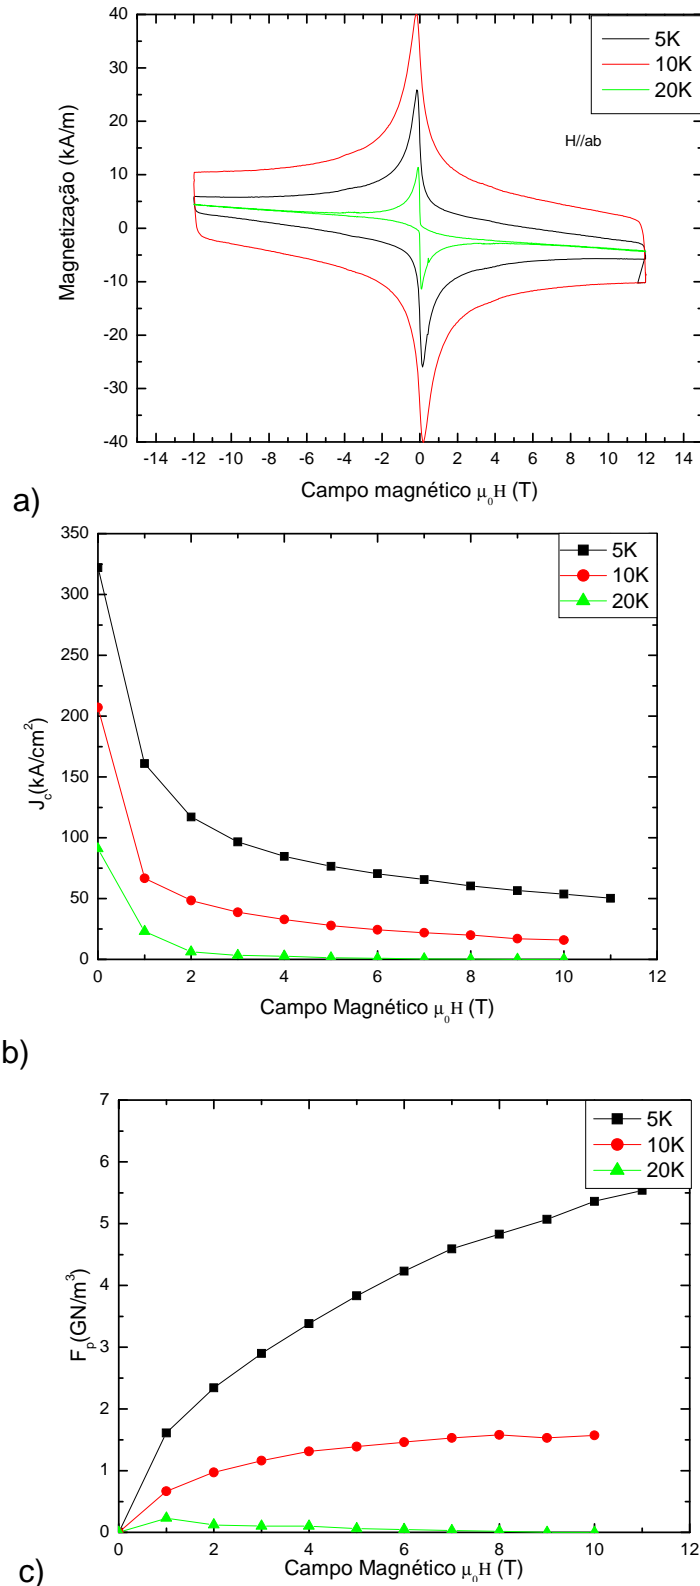 40
30
20
10
0
-10
-20
-30
-40
Magnetização (kA/m)
5K
10K
20K
H//ab
-14 -12 -10 -8 -6 -4 -2 0 2 4 6 8 10 12 14
Campo magnético μ₀H (T)
a)
350
300
250
200
150
100
50
0
J_c(kA/cm²)
5K
10K
20K
0 2 4 6 8 10 12
Campo Magnético μ₀H (T)
b)
7
6
5
4
3
2
1
0
F_p(GN/m³)
5K
10K
20K
0 2 4 6 8 10 12
Campo Magnético μ₀H (T)
c)